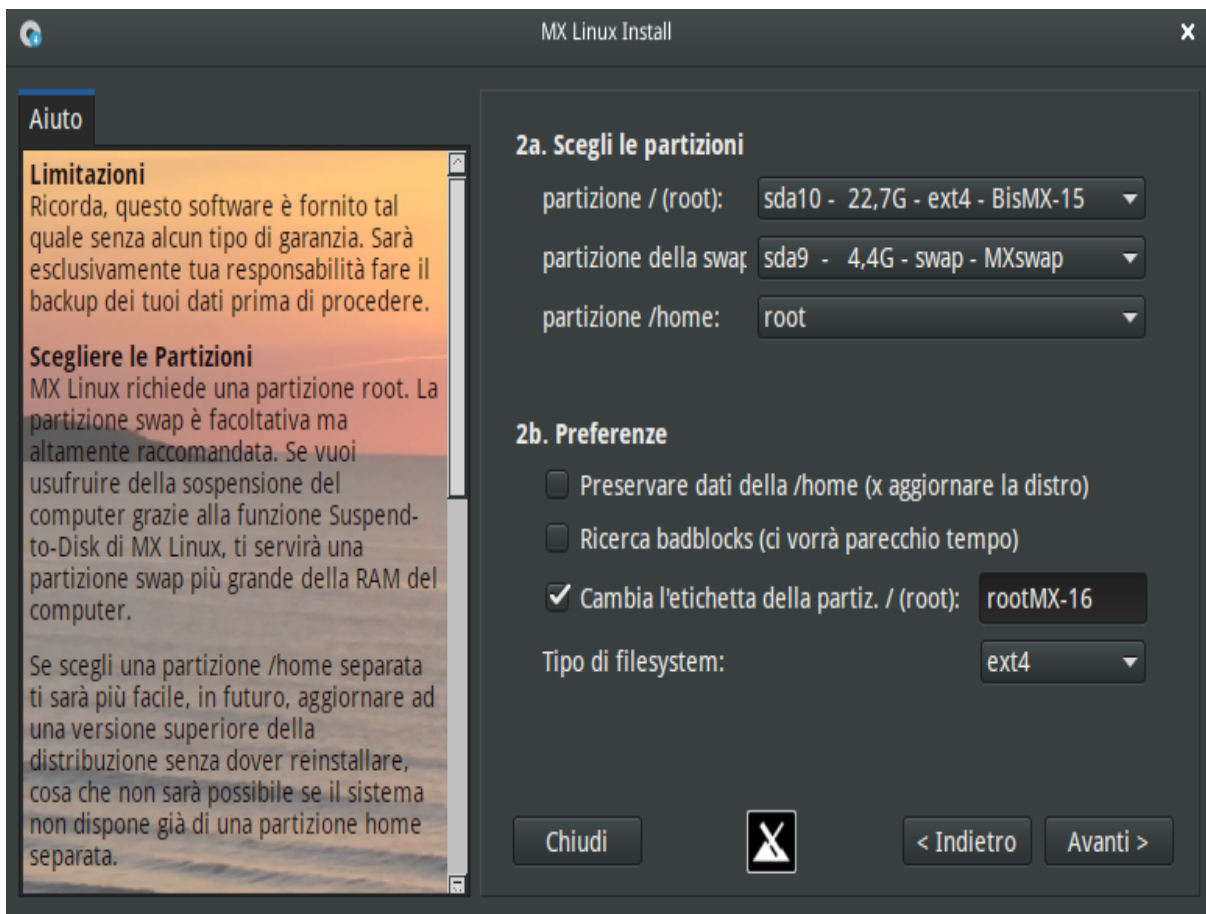 MX Linux Install
Aiuto
Limitazioni
Ricorda, questo software è fornito tal
quale senza alcun tipo di garanzia. Sarà
esclusivamente tua responsabilità fare il
backup dei tuoi dati prima di procedere.
Scegliere le Partizioni
MX Linux richiede una partizione root. La
partizione swap è facoltativa ma
altamente raccomandata. Se vuoi
usufruire della sospensione del
computer grazie alla funzione Suspend-
to-Disk di MX Linux, ti servirà una
partizione swap più grande della RAM del
computer.
Se scegli una partizione /home separata
ti sarà più facile, in futuro, aggiornare ad
una versione superiore della
distribuzione senza dover reinstallare,
cosa che non sarà possibile se il sistema
non dispone già di una partizione home
separata.
2a. Scegli le partizioni
partizione / (root): sda10 - 22,7G - ext4 - BisMX-15
partizione della swap sda9 - 4,4G - swap - MXswap
partizione /home: root
2b. Preferenze
Preservare dati della /home (x aggiornare la distro)
Ricerca badblocks (ci vorrà parecchio tempo)
Cambia l'etichetta della partiz. / (root): rootMX-16
Tipo di filesystem: ext4
Chiudi < Indietro Avanti >